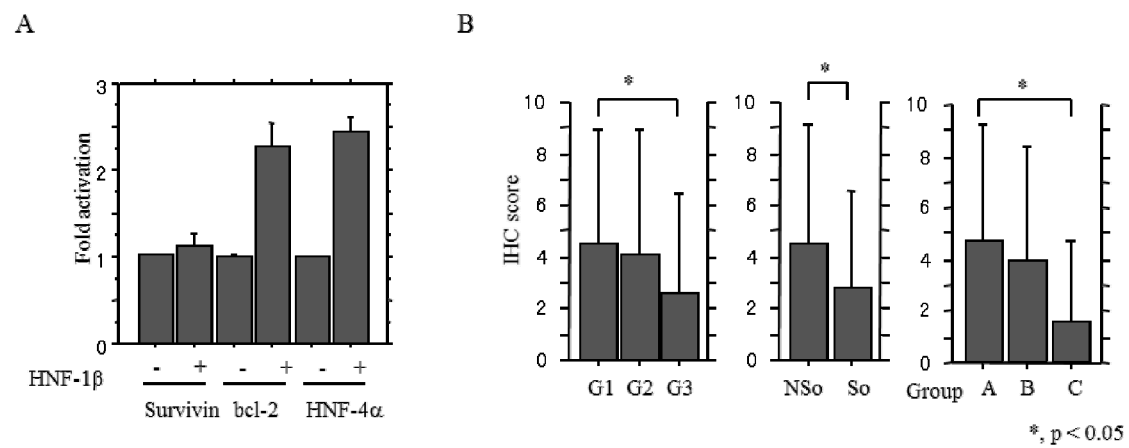 A
B
Fold activation
3
2
1
0
HNF-1β
- + - + - +
Survivin bcl-2 HNF-4α
IHC score
*
10
8
6
4
2
0
G1 G2 G3
*
10
8
6
4
2
0
NSo So
*
10
8
6
4
2
0
Group A B C
*, p < 0.05